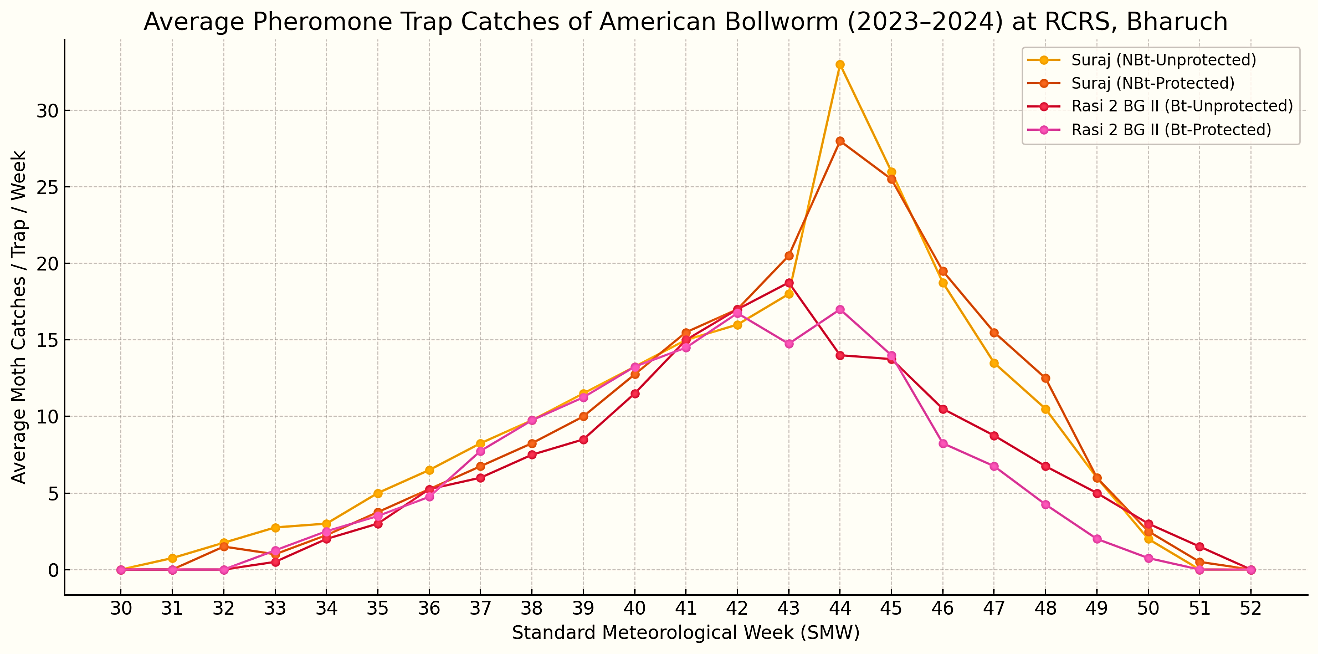 Average Pheromone Trap Catches of American Bollworm (2023–2024) at RCRS, Bharuch
Suraj (NBt-Unprotected)
Suraj (NBt-Protected)
Rasi 2 BG II (Bt-Unprotected)
Rasi 2 BG II (Bt-Protected)
Average Moth Catches / Trap / Week
30
25
20
15
10
5
0
30 31 32 33 34 35 36 37 38 39 40 41 42 43 44 45 46 47 48 49 50 51 52
Standard Meteorological Week (SMW)